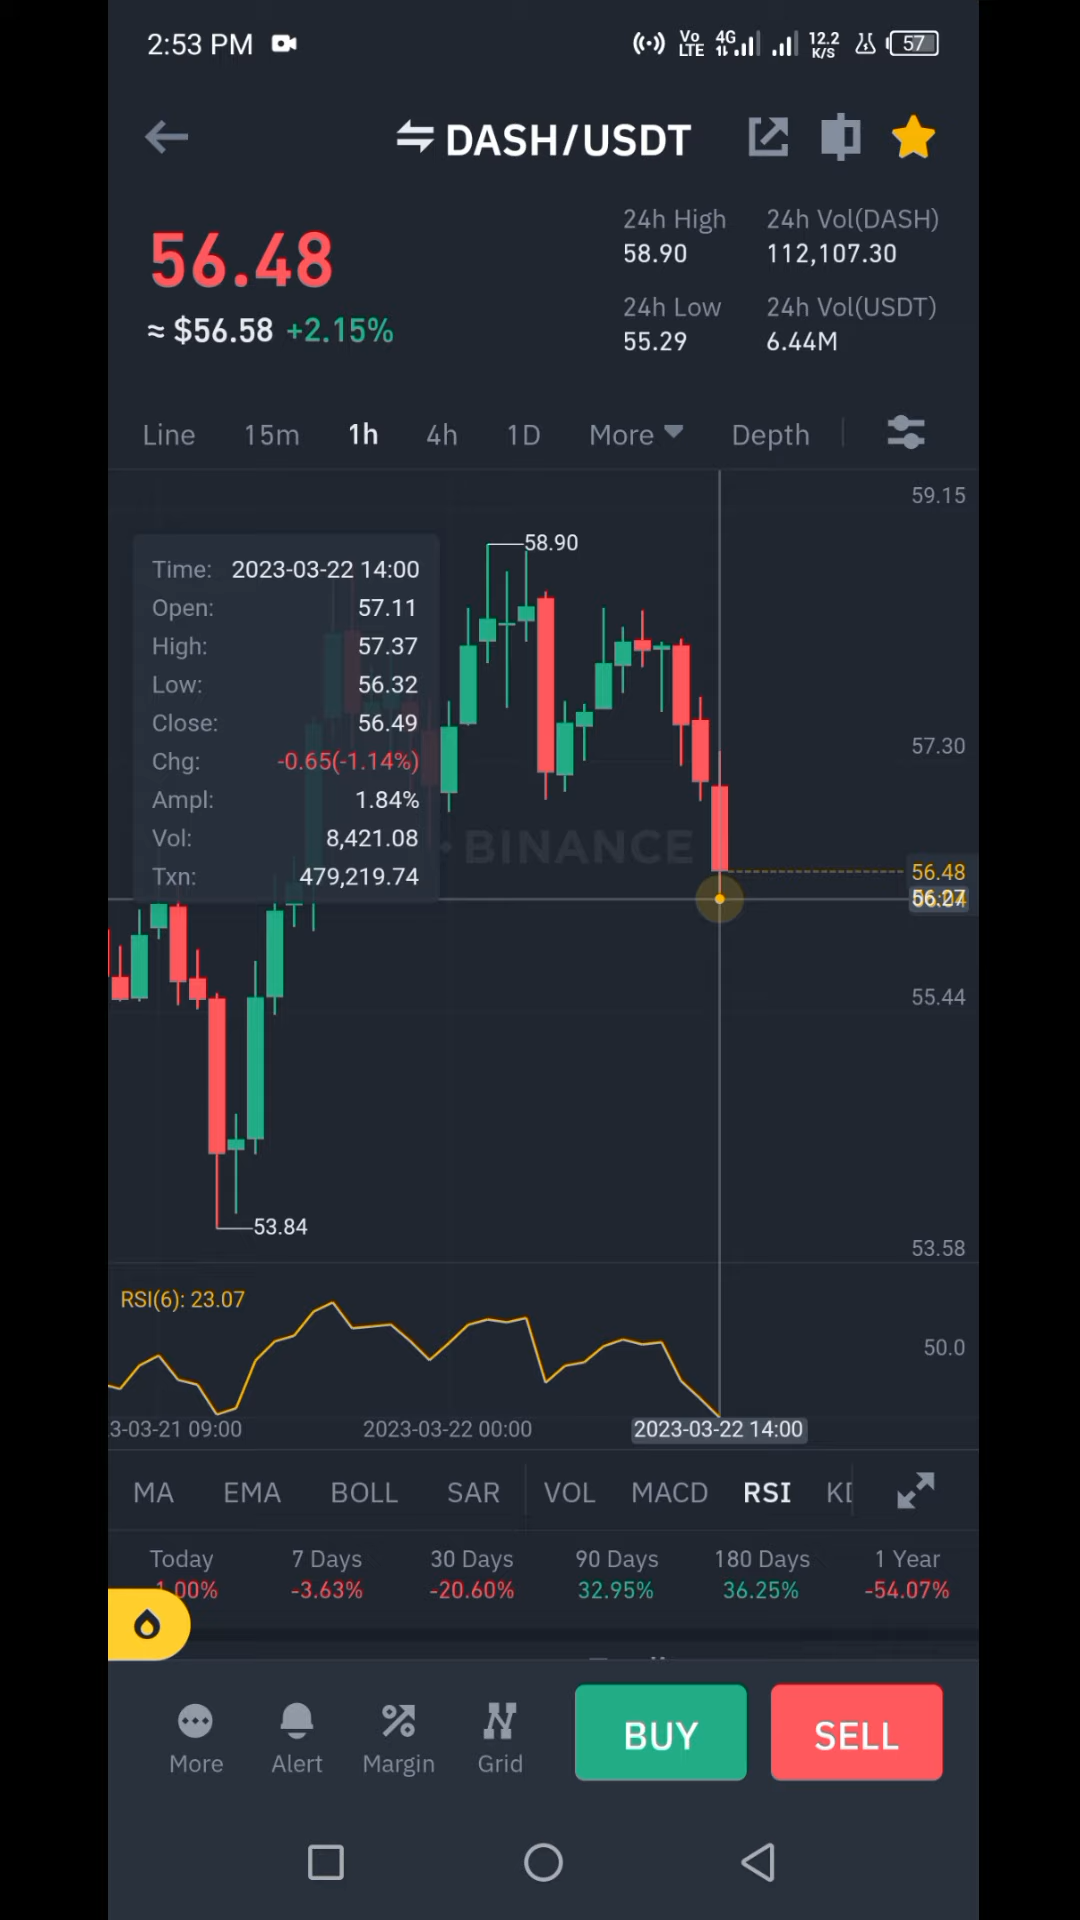 2:53 PM
Vo LTE 4G 12.2 K/S 57
DASH/USDT
56.48
≈ $56.58 +2.15%
24h High 24h Vol(DASH)
58.90 112,107.30
24h Low 24h Vol(USDT)
55.29 6.44M
Line 15m 1h 4h 1D More Depth
59.15
58.90
Time: 2023-03-22 14:00
Open: 57.11
High: 57.37
Low: 56.32
Close: 56.49
Chg: -0.65(-1.14%)
Ampl: 1.84%
Vol: 8,421.08
Txn: 479,219.74
57.30
BINANCE
56.48
55.44
53.84
53.58
RSI(6): 23.07
50.0
3-03-21 09:00 2023-03-22 00:00 2023-03-22 14:00
MA EMA BOLL SAR VOL MACD RSI
Today 7 Days 30 Days 90 Days 180 Days 1 Year
1.00% -3.63% -20.60% 32.95% 36.25% -54.07%
More Alert Margin Grid BUY SELL